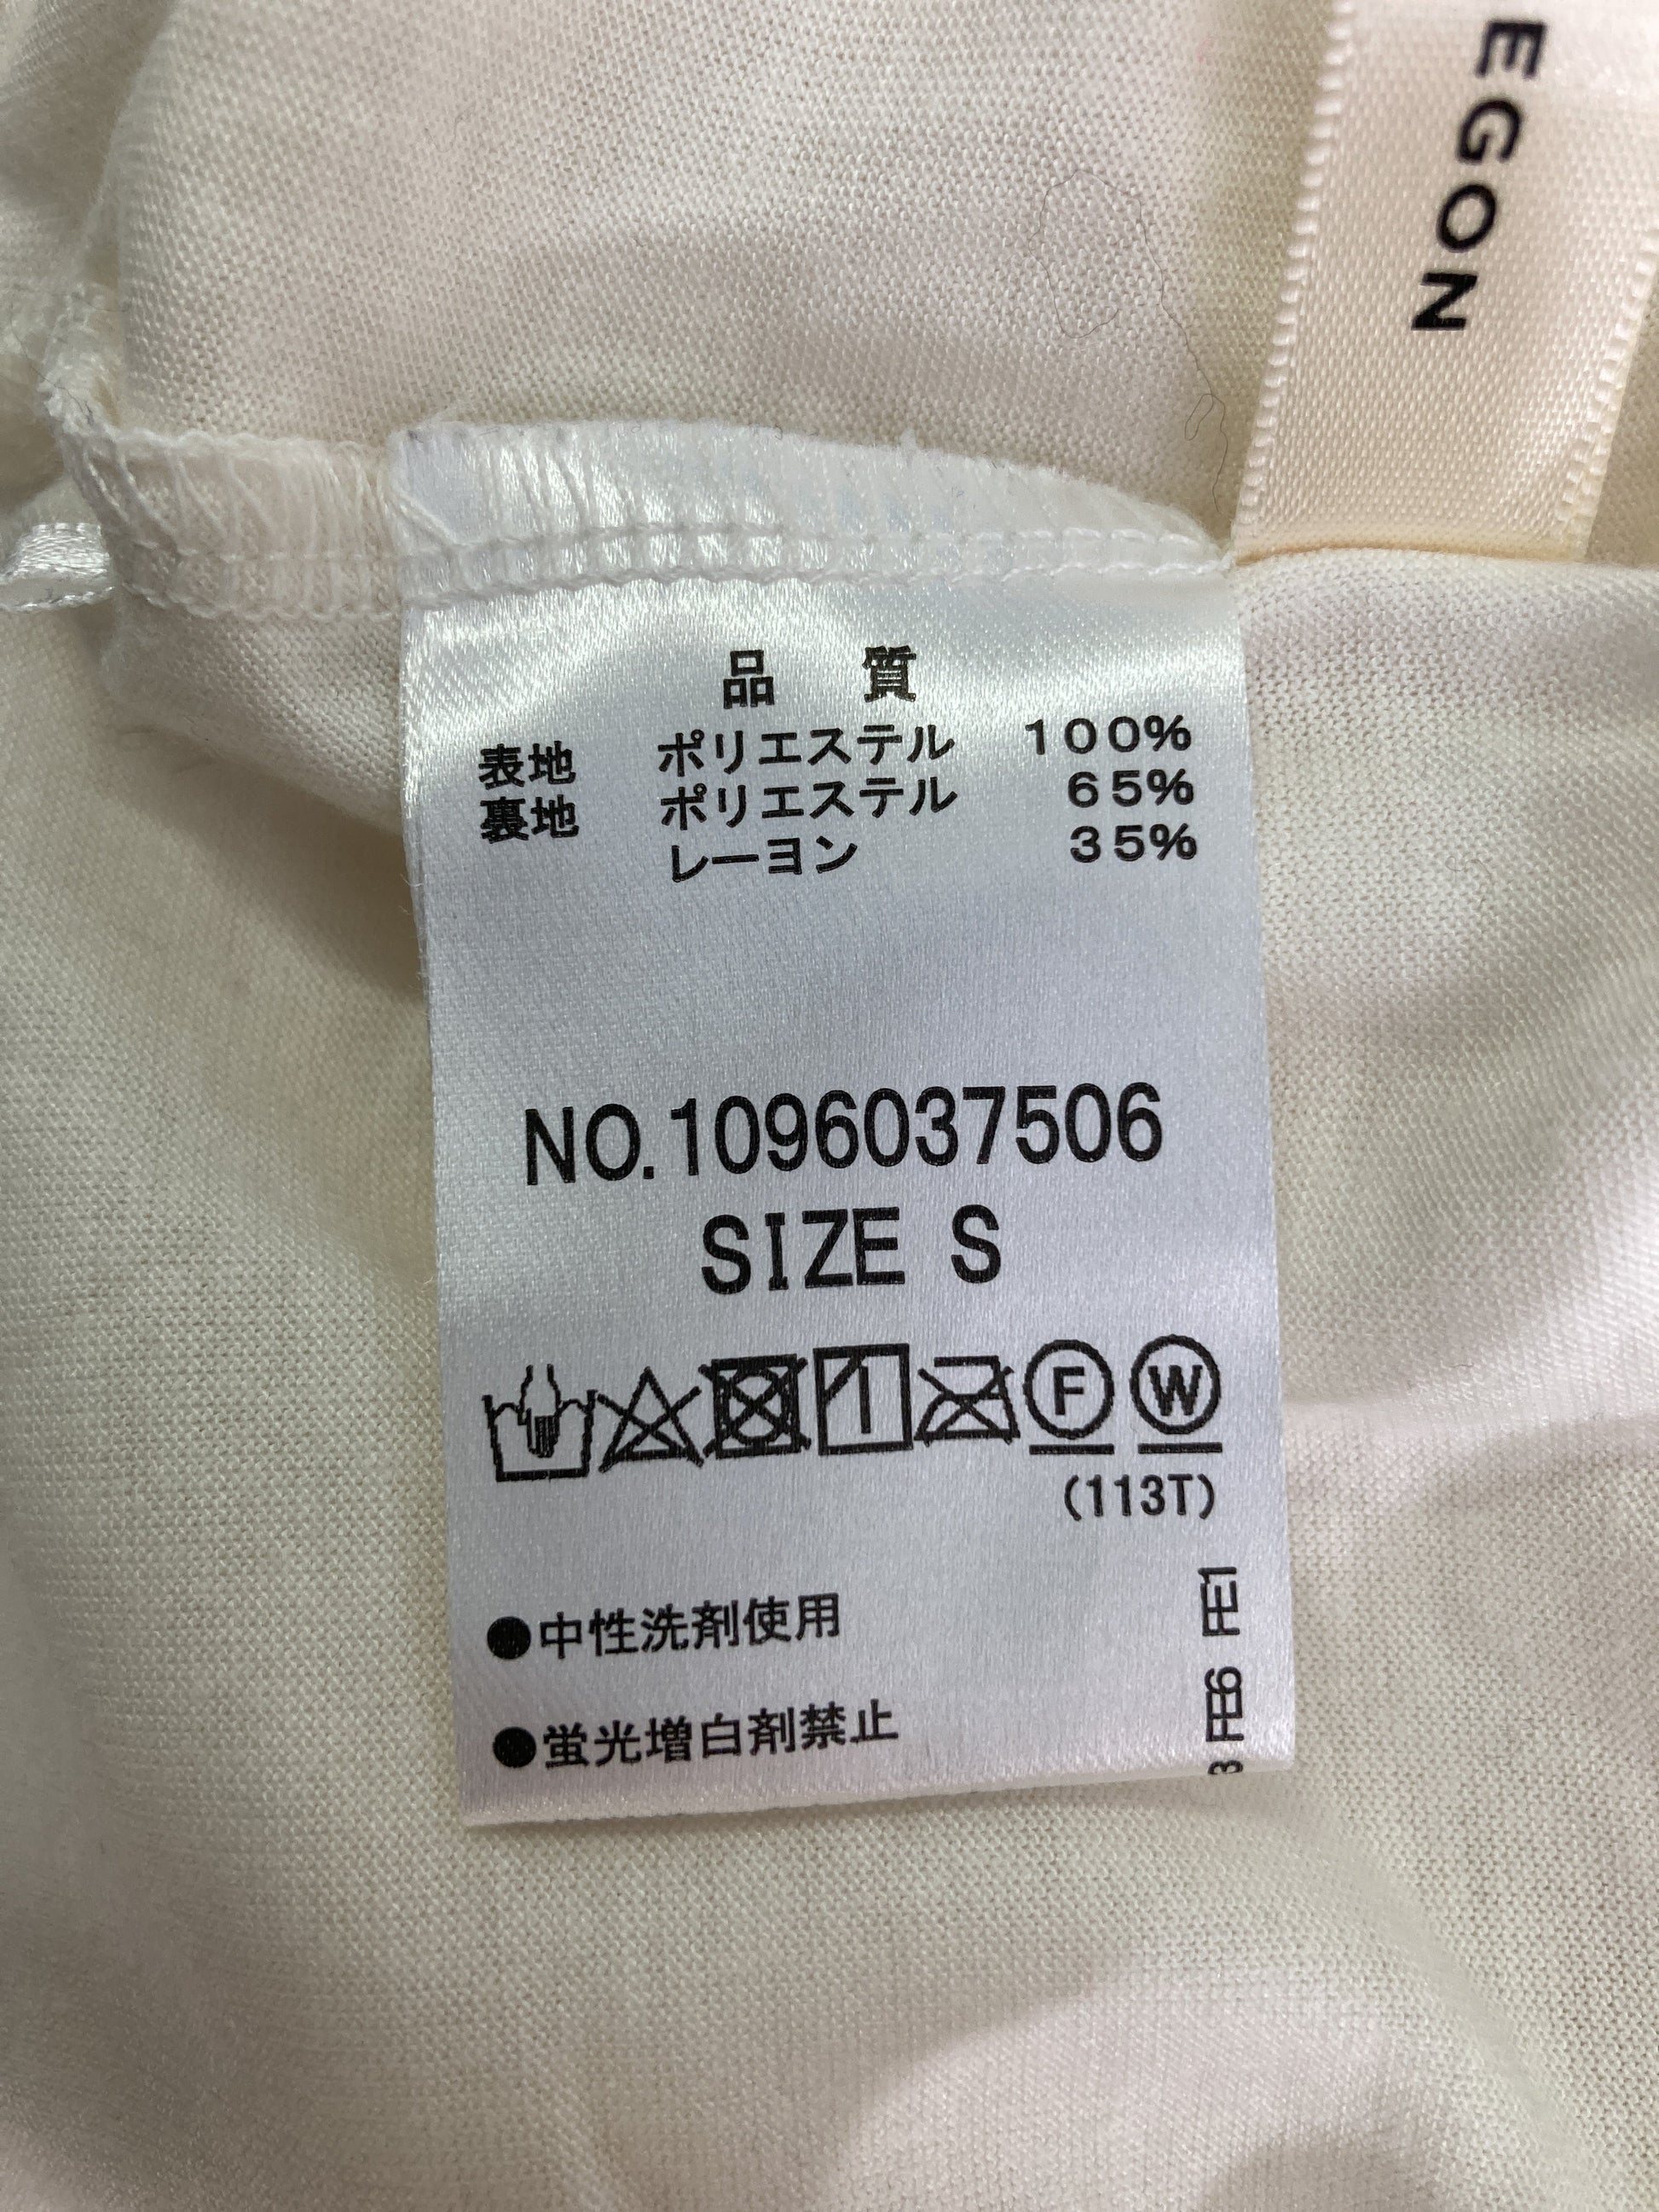 EGON
品 質
表地 ポリエステル 100%
裏地 ポリエステル 65%
レーヨン 35%
NO.1096037506
SIZE S
F W
(113T)
●中性洗剤使用
●蛍光増白剤禁止